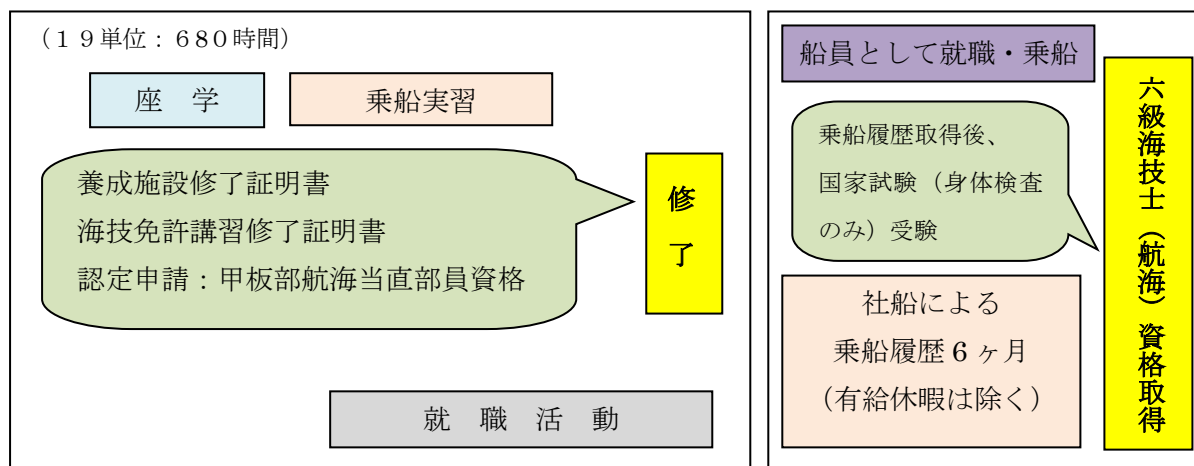 (19単位:680時間)
座 学
乗船実習
養成施設修了証明書
海技免許講習修了証明書
認定申請:甲板部航海当直部員資格
修了
就 職 活 動
船員として就職・乗船
乗船履歴取得後、
国家試験(身体検査
のみ)受験
社船による
乗船履歴6ヶ月
(有給休暇は除く)
六級海技士(航海)資格取得